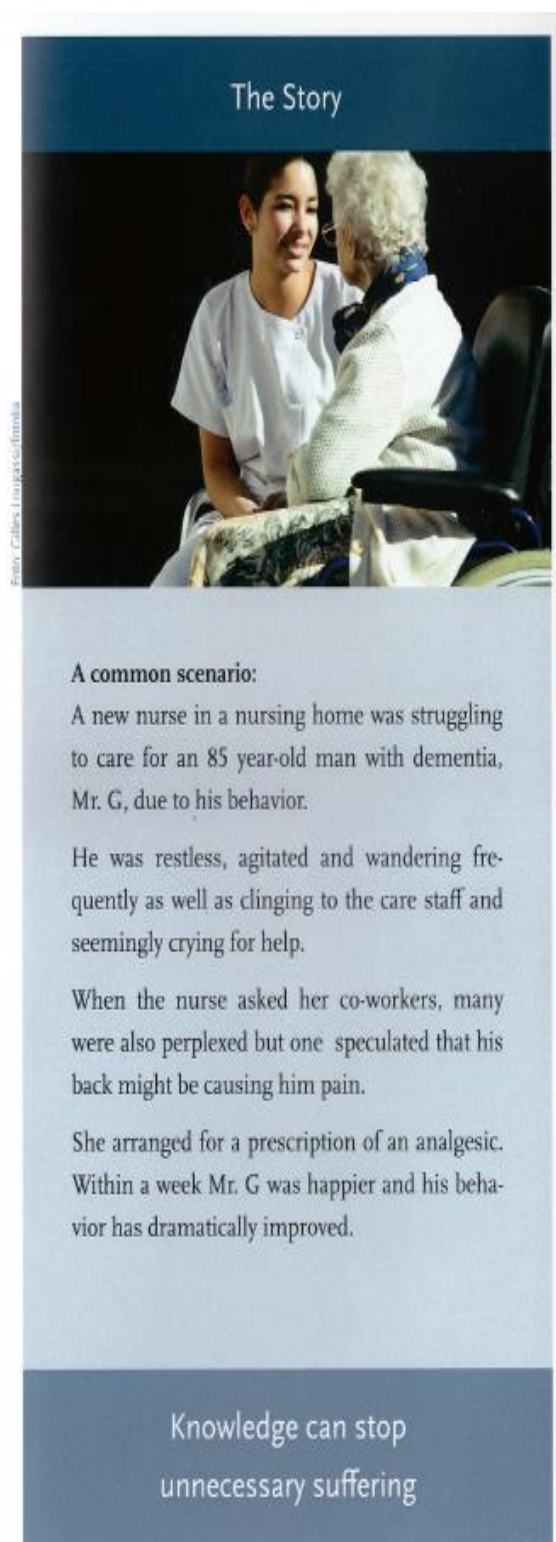 The Story
A common scenario:
A new nurse in a nursing home was struggling
to care for an 85 year-old man with dementia,
Mr. G, due to his behavior.
He was restless, agitated and wandering fre-
quently as well as clinging to the care staff and
seemingly crying for help.
When the nurse asked her co-workers, many
were also perplexed but one speculated that his
back might be causing him pain.
She arranged for a prescription of an analgesic.
Within a week Mr. G was happier and his beha-
vior has dramatically improved.
Knowledge can stop
unnecessary suffering